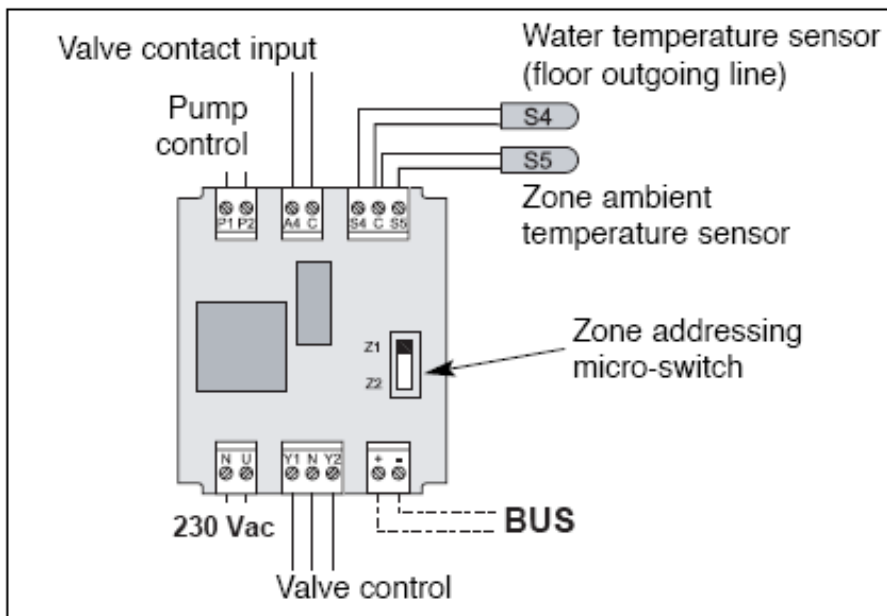 Valve contact input
Water temperature sensor
(floor outgoing line)
Pump
control
S4
S5
Zone ambient
temperature sensor
P1 P2
A4 C
S4 C S5
Zone addressing
micro-switch
Z1
Z2
N U
Y1 N Y2
+ -
230 Vac
BUS
Valve control